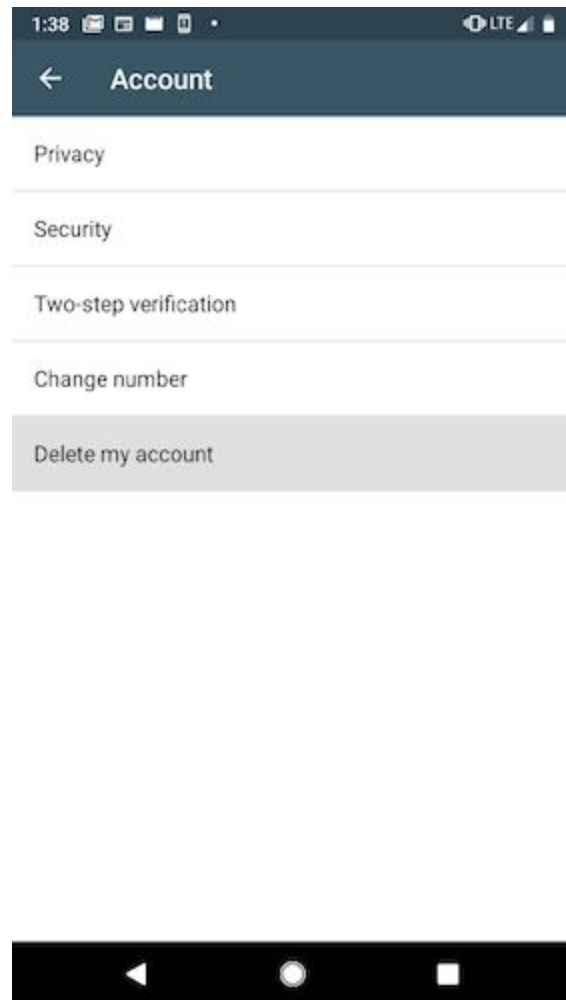 1:38 LTE
Account
Privacy
Security
Two-step verification
Change number
Delete my account